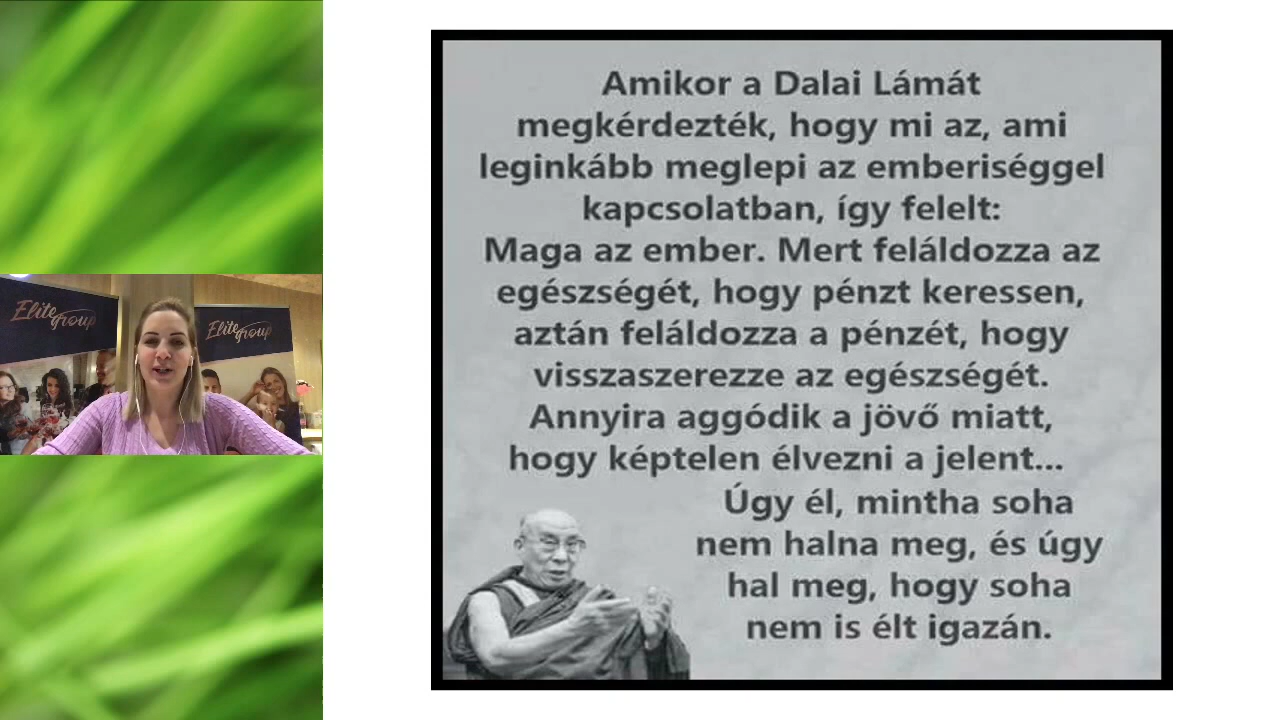 Elite group
Elite group
Amikor a Dalai Lámát
megkérdezték, hogy mi az, ami
leginkább meglepi az emberiséggel
kapcsolatban, így felelt:
Maga az ember. Mert feláldozza az
egészségét, hogy pénzt keressen,
aztán feláldozza a pénzét, hogy
visszaszerezze az egészségét.
Annyira aggódik a jövő miatt,
hogy képtelen élvezni a jelent...
Úgy él, mintha soha
nem halna meg, és úgy
hal meg, hogy soha
nem is élt igazán.